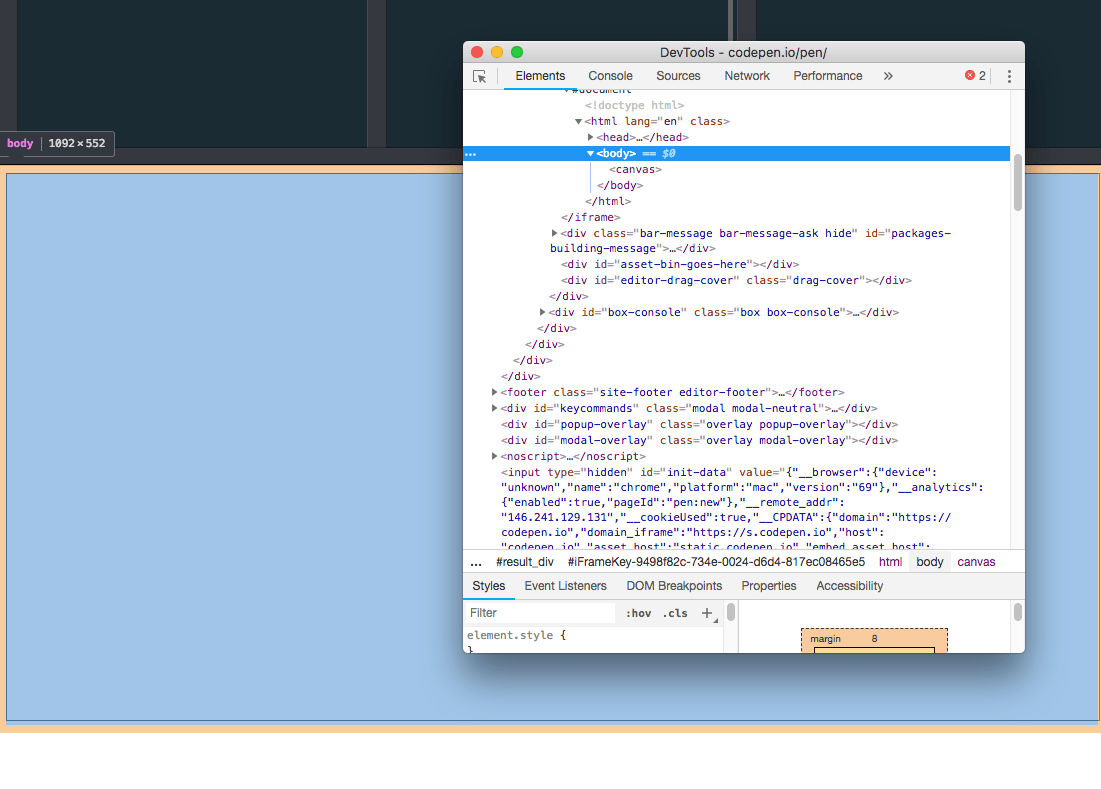 DevTools - codepen.io/pen/
Elements Console Sources Network Performance » 2
#document
<!doctype html>
<html lang="en" class>
<head>…</head>
body 1092 × 552
… <body> == $0
<canvas>
</body>
</html>
</iframe>
<div class="bar-message bar-message-ask hide" id="packages-
building-message">…</div>
<div id="asset-bin-goes-here"></div>
<div id="editor-drag-cover" class="drag-cover"></div>
</div>
<div id="box-console" class="box box-console">…</div>
</div>
</div>
</div>
</div>
<footer class="site-footer editor-footer">…</footer>
<div id="keycommands" class="modal modal-neutral">…</div>
<div id="popup-overlay" class="overlay popup-overlay"></div>
<div id="modal-overlay" class="overlay modal-overlay"></div>
<noscript>…</noscript>
<input type="hidden" id="init-data" value="{"__browser":{"device":
"unknown","name":"chrome","platform":"mac","version":"69"},"__analytics":
{"enabled":true,"pageId":"pen:new"},"__remote_addr":
"146.241.129.131","__cookieUsed":true,"__CPDATA":{"domain":"https://
codepen.io","domain_iframe":"https://s.codepen.io","host":
"codepen.io","asset_host":"static.codepen.io","embed_asset_host":
… #result_div #iFrameKey-9498f82c-734e-0024-d6d4-817ec08465e5 html body canvas
Styles Event Listeners DOM Breakpoints Properties Accessibility
Filter :hov .cls +
element.style {
}
margin 8